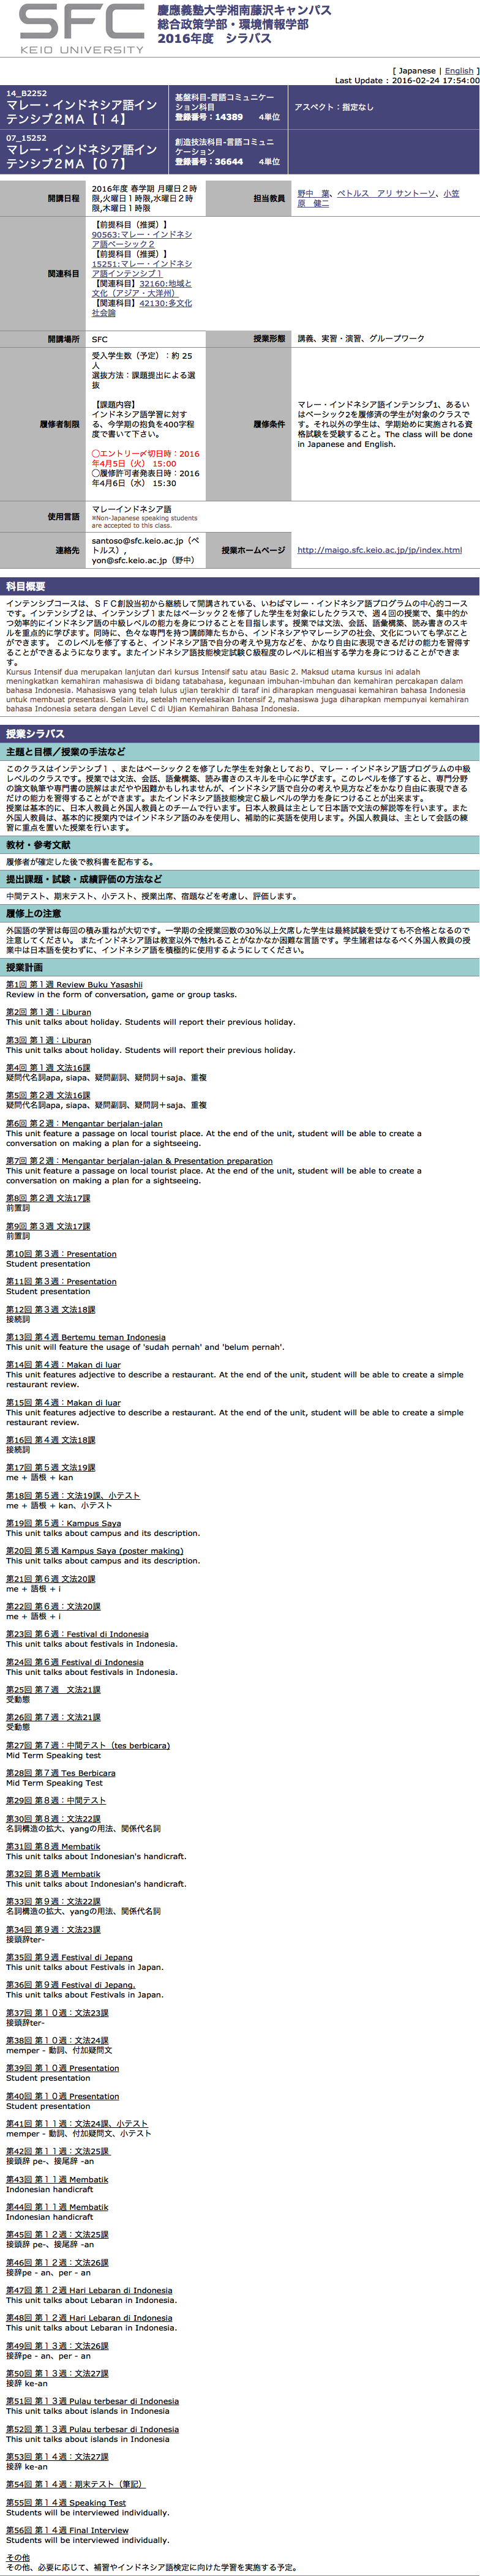 SFC
KEIO UNIVERSITY
慶應義塾大学湘南藤沢キャンパス
総合政策学部・環境情報学部
2016年度 シラバス
[ Japanese | English ]
Last Update : 2016-02-24 17:54:00
14_B2252
マレー・インドネシア語イン
テンシブ２MA【１４】
基盤科目-言語コミュニケー
ション科目
登録番号：14389 4単位
アスペクト：指定なし
07_15252
マレー・インドネシア語イン
テンシブ２MA【０７】
創造技法科目-言語コミュニ
ケーション
登録番号：36644 4単位
開講日程
2016年度 春学期 月曜日２時
限,火曜日１時限,水曜日２時
限,木曜日１時限
担当教員
野中 葉、ペトルス アリ サントーソ、小笠
原 健二
関連科目
【前提科目（推奨）】
90563:マレー・インドネシ
ア語ベーシック２
【前提科目（推奨）】
15251:マレー・インドネシ
ア語インテンシブ１
【関連科目】32160:地域と
文化（アジア・大洋州）
【関連科目】42130:多文化
社会論
開講場所
SFC
授業形態
講義、実習・演習、グループワーク
履修者制限
受入学生数（予定）：約 25
人
選抜方法：課題提出による選
抜
【課題内容】
インドネシア語学習に対す
る、今学期の抱負を400字程
度で書いて下さい。
◯エントリー〆切日時：2016
年4月5日（火） 15:00
◯履修許可者発表日時：2016
年4月6日（水） 15:30
履修条件
マレー・インドネシア語インテンシブ1、あるい
はベーシック2を履修済の学生が対象のクラスで
す。それ以外の学生は、学期始めに実施される資
格試験を受験すること。The class will be done
in Japanese and English.
使用言語
マレーインドネシア語
※Non-Japanese speaking students
are accepted to this class.
連絡先
santoso@sfc.keio.ac.jp（ペ
トルス）,
yon@sfc.keio.ac.jp（野中）
授業ホームページ
http://maigo.sfc.keio.ac.jp/jp/index.html
科目概要
インテンシブコースは、ＳＦＣ創設当初から継続して開講されている、いわばマレー・インドネシア語プログラムの中心的コース
です。インテンシブ２は、インテンシブ１またはベーシック２を修了した学生を対象にしたクラスで、週４回の授業で、集中的か
つ効率的にインドネシア語の中級レベルの能力を身につけることを目指します。授業では文法、会話、語彙構築、読み書きのスキ
ルを重点的に学びます。同時に、色々な専門を持つ講師陣たちから、インドネシアやマレーシアの社会、文化についても学ぶこと
ができます。 このレベルを修了すると、インドネシア語で自分の考えや見方などを、かなり自由に表現できるだけの能力を習得す
ることができるようになります。またインドネシア語技能検定試験Ｃ級程度のレベルに相当する学力を身につけることができま
す。
Kursus Intensif dua merupakan lanjutan dari kursus Intensif satu atau Basic 2. Maksud utama kursus ini adalah
meningkatkan kemahiran mahasiswa di bidang tatabahasa, kegunaan imbuhan-imbuhan dan kemahiran percakapan dalam
bahasa Indonesia. Mahasiswa yang telah lulus ujian terakhir di taraf ini diharapkan menguasai kemahiran bahasa Indonesia
untuk membuat presentasi. Selain itu, setelah menyelesaikan Intensif 2, mahasiswa juga diharapkan mempunyai kemahiran
bahasa Indonesia setara dengan Level C di Ujian Kemahiran Bahasa Indonesia.
授業シラバス
主題と目標／授業の手法など
このクラスはインテンシブ１ 、またはベーシック２を修了した学生を対象としており、マレー・インドネシア語プログラムの中級
レベルのクラスです。授業では文法、会話、語彙構築、読み書きのスキルを中心に学びます。このレベルを修了すると、専門分野
の論文執筆や専門書の読解はまだやや困難かもしれませんが、インドネシア語で自分の考えや見方などをかなり自由に表現できる
だけの能力を習得することができます。またインドネシア語技能検定Ｃ級レベルの学力を身につけることが出来ます。
授業は基本的に、日本人教員と外国人教員とのチームで行います。日本人教員は主として日本語で文法の解説等を行います。また
外国人教員は、基本的に授業内ではインドネシア語のみを使用し、補助的に英語を使用します。外国人教員は、主として会話の練
習に重点を置いた授業を行います。
教材・参考文献
履修者が確定した後で教科書を配布する。
提出課題・試験・成績評価の方法など
中間テスト、期末テスト、小テスト、授業出席、宿題などを考慮し、評価します。
履修上の注意
外国語の学習は毎回の積み重ねが大切です。一学期の全授業回数の30％以上欠席した学生は最終試験を受けても不合格となるので
注意してください。 またインドネシア語は教室以外で触れることがなかなか困難な言語です。学生諸君はなるべく外国人教員の授
業中は日本語を使わずに、インドネシア語を積極的に使用するようにしてください。
授業計画
第1回 第１週 Review Buku Yasashii
Review in the form of conversation, game or group tasks.
第2回 第１週：Liburan
This unit talks about holiday. Students will report their previous holiday.
第3回 第１週：Liburan
This unit talks about holiday. Students will report their previous holiday.
第4回 第１週 文法16課
疑問代名詞apa, siapa、疑問副詞、疑問詞＋saja、重複
第5回 第２週 文法16課
疑問代名詞apa, siapa、疑問副詞、疑問詞＋saja、重複
第6回 第２週：Mengantar berjalan-jalan
This unit feature a passage on local tourist place. At the end of the unit, student will be able to create a
conversation on making a plan for a sightseeing.
第7回 第２週：Mengantar berjalan-jalan & Presentation preparation
This unit feature a passage on local tourist place. At the end of the unit, student will be able to create a
conversation on making a plan for a sightseeing.
第8回 第２週 文法17課
前置詞
第9回 第３週 文法17課
前置詞
第10回 第３週：Presentation
Student presentation
第11回 第３週：Presentation
Student presentation
第12回 第３週 文法18課
接続詞
第13回 第４週 Bertemu teman Indonesia
This unit will feature the usage of 'sudah pernah' and 'belum pernah'.
第14回 第４週：Makan di luar
This unit features adjective to describe a restaurant. At the end of the unit, student will be able to create a simple
restaurant review.
第15回 第４週：Makan di luar
This unit features adjective to describe a restaurant. At the end of the unit, student will be able to create a simple
restaurant review.
第16回 第４週 文法18課
接続詞
第17回 第５週 文法19課
me + 語根 + kan
第18回 第５週：文法19課、小テスト
me + 語根 + kan、小テスト
第19回 第５週：Kampus Saya
This unit talks about campus and its description.
第20回 第５週 Kampus Saya (poster making)
This unit talks about campus and its description.
第21回 第６週 文法20課
me + 語根 + i
第22回 第６週：文法20課
me + 語根 + i
第23回 第６週：Festival di Indonesia
This unit talks about festivals in Indonesia.
第24回 第６週 Festival di Indonesia
This unit talks about festivals in Indonesia.
第25回 第７週 文法21課
受動態
第26回 第７週：文法21課
受動態
第27回 第７週：中間テスト（tes berbicara)
Mid Term Speaking test
第28回 第７週 Tes Berbicara
Mid Term Speaking Test
第29回 第８週：中間テスト
第30回 第８週：文法22課
名詞構造の拡大、yangの用法、関係代名詞
第31回 第８週 Membatik
This unit talks about Indonesian's handicraft.
第32回 第８週 Membatik
This unit talks about Indonesian's handicraft.
第33回 第９週：文法22課
名詞構造の拡大、yangの用法、関係代名詞
第34回 第９週：文法23課
接頭辞ter-
第35回 第９週 Festival di Jepang
This unit talks about Festivals in Japan.
第36回 第９週 Festival di Jepang.
This unit talks about Festivals in Japan.
第37回 第１０週：文法23課
接頭辞ter-
第38回 第１０週：文法24課
memper - 動詞、付加疑問文
第39回 第１０週 Presentation
Student presentation
第40回 第１０週 Presentation
Student presentation
第41回 第１１週：文法24課、小テスト
memper - 動詞、付加疑問文、小テスト
第42回 第１１週：文法25課
接頭辞 pe-、接尾辞 -an
第43回 第１１週 Membatik
Indonesian handicraft
第44回 第１１週 Membatik
Indonesian handicraft
第45回 第１２週：文法25課
接頭辞 pe-、接尾辞 -an
第46回 第１２週：文法26課
接辞pe - an、per - an
第47回 第１２週 Hari Lebaran di Indonesia
This unit talks about Lebaran in Indonesia.
第48回 第１２週 Hari Lebaran di Indonesia
This unit talks about Lebaran in Indonesia.
第49回 第１３週：文法26課
接辞pe - an、per - an
第50回 第１３週：文法27課
接辞 ke-an
第51回 第１３週 Pulau terbesar di Indonesia
This unit talks about islands in Indonesia
第52回 第１３週 Pulau terbesar di Indonesia
This unit talks about islands in Indonesia
第53回 第１４週：文法27課
接辞 ke-an
第54回 第１４週：期末テスト（筆記）
第55回 第１４週 Speaking Test
Students will be interviewed individually.
第56回 第１４週 Final Interview
Students will be interviewed individually.
その他
その他、必要に応じて、補習やインドネシア語検定に向けた学習を実施する予定。